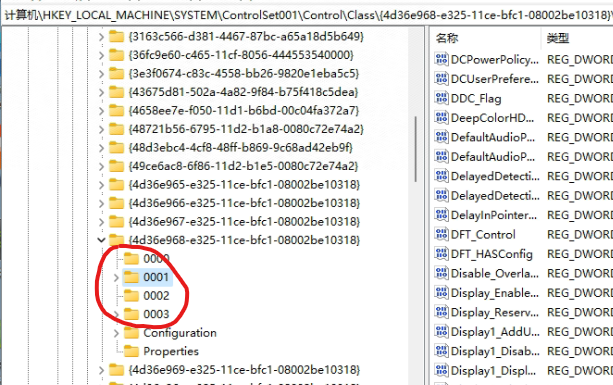 计算机\HKEY_LOCAL_MACHINE\SYSTEM\ControlSet001\Control\Class\{4d36e968-e325-11ce-bfc1-08002be10318}\
{3163c566-d381-4467-87bc-a65a18d5b649}
{36fc9e60-c465-11cf-8056-444553540000}
{3e3f0674-c83c-4558-bb26-9820e1eba5c5}
{43675d81-502a-4a82-9f84-b75f418c5dea}
{4658ee7e-f050-11d1-b6bd-00c04fa372a7}
{48721b56-6795-11d2-b1a8-0080c72e74a2}
{48d3ebc4-4cf8-48ff-b869-9c68ad42eb9f}
{49ce6ac8-6f86-11d2-b1e5-0080c72e74a2}
{4d36e965-e325-11ce-bfc1-08002be10318}
{4d36e966-e325-11ce-bfc1-08002be10318}
{4d36e967-e325-11ce-bfc1-08002be10318}
{4d36e968-e325-11ce-bfc1-08002be10318}
0000
0001
0002
0003
Configuration
Properties
{4d36e969-e325-11ce-bfc1-08002be10318}
名称 类型
DCPowerPolicy... REG_DWORD
DCUserPrefere... REG_DWORD
DDC_Flag REG_DWORD
DeepColorHD... REG_DWORD
DefaultAudioP... REG_DWORD
DefaultAudioP... REG_DWORD
DelayedDetecti... REG_DWORD
DelayedDetecti... REG_DWORD
DelayInPointer... REG_DWORD
DFT_Control REG_DWORD
DFT_HASConfig REG_DWORD
Disable_Overla... REG_DWORD
Display_Enable... REG_DWORD
Display_Reserv... REG_DWORD
Display1_AddU... REG_DWORD
Display1_Disab... REG_DWORD
Display1_Displ... REG_DWORD